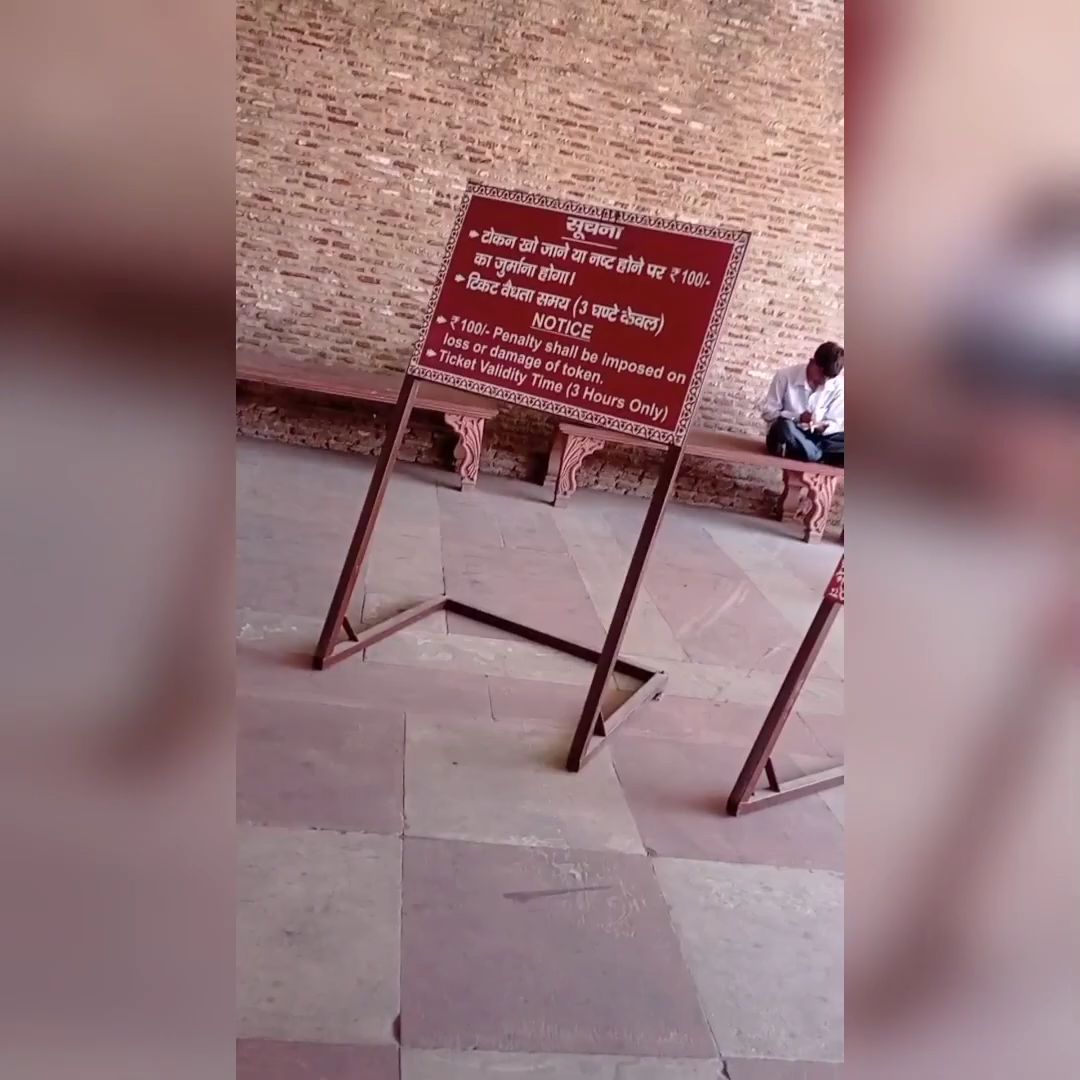 सूचना
टोकन खो जाने या नष्ट होने पर ₹100/-
का जुर्माना होगा।
टिकट वैधता समय (3 घण्टे केवल)
NOTICE
₹100/- Penalty shall be imposed on
loss or damage of token.
Ticket Validity Time (3 Hours Only)